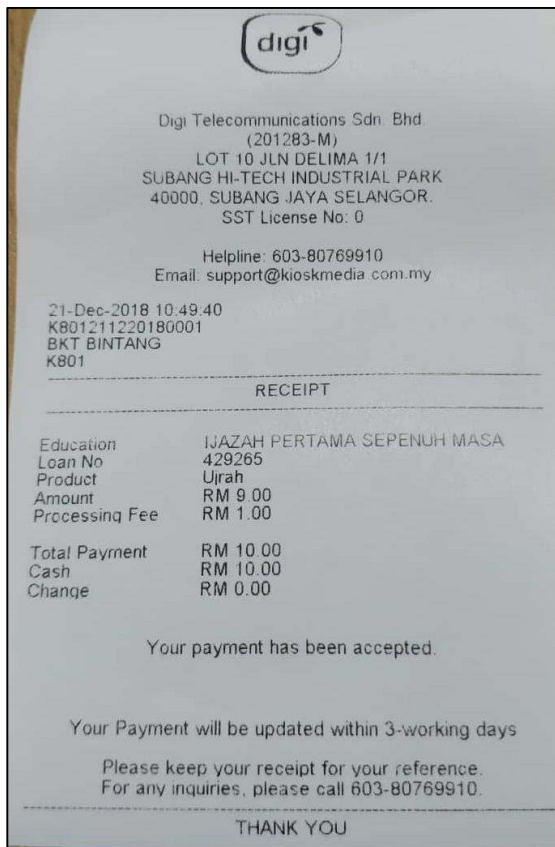 digi
Digi Telecommunications Sdn. Bhd
(201283-M)
LOT 10 JLN DELIMA 1/1
SUBANG HI-TECH INDUSTRIAL PARK
40000, SUBANG JAYA SELANGOR.
SST License No: 0
Helpline: 603-80769910
Email: support@kioskmedia.com.my
21-Dec-2018 10:49:40
K801211220180001
BKT BINTANG
K801
RECEIPT
Education IJAZAH PERTAMA SEPENUH MASA
Loan No 429265
Product Ujrah
Amount RM 9.00
Processing Fee RM 1.00
Total Payment RM 10.00
Cash RM 10.00
Change RM 0.00
Your payment has been accepted.
Your Payment will be updated within 3-working days
Please keep your receipt for your reference.
For any inquiries, please call 603-80769910.
THANK YOU